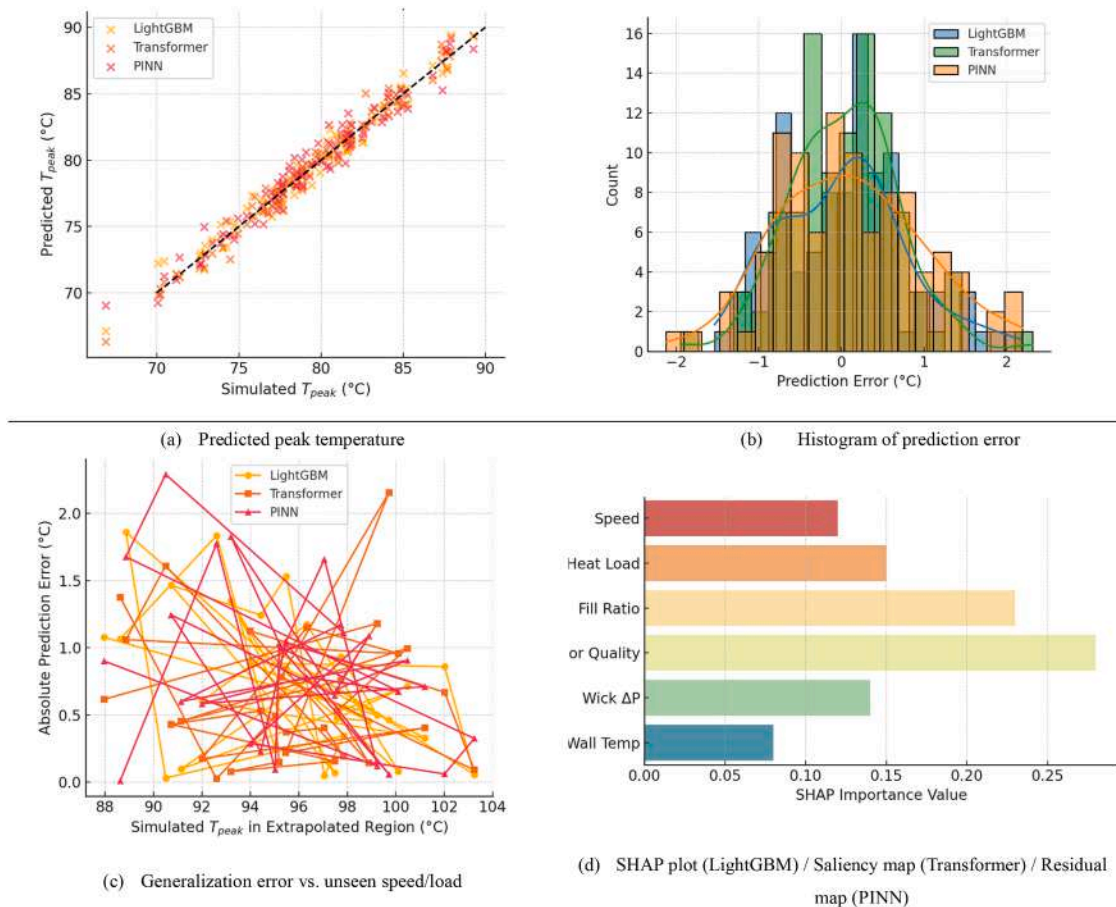 90
85
80
75
70
Predicted T_peak (°C)
LightGBM
Transformer
PINN
70 75 80 85 90
Simulated T_peak (°C)
16
14
12
10
8
6
4
2
0
Count
LightGBM
Transformer
PINN
−2 −1 0 1 2
Prediction Error (°C)
(a) Predicted peak temperature
(b) Histogram of prediction error
2.0
1.5
1.0
0.5
0.0
Absolute Prediction Error (°C)
LightGBM
Transformer
PINN
88 90 92 94 96 98 100 102 104
Simulated T_peak in Extrapolated Region (°C)
Speed
Heat Load
Fill Ratio
or Quality
Wick ΔP
Wall Temp
0.00 0.05 0.10 0.15 0.20 0.25
SHAP Importance Value
(c) Generalization error vs. unseen speed/load
(d) SHAP plot (LightGBM) / Saliency map (Transformer) / Residual
map (PINN)